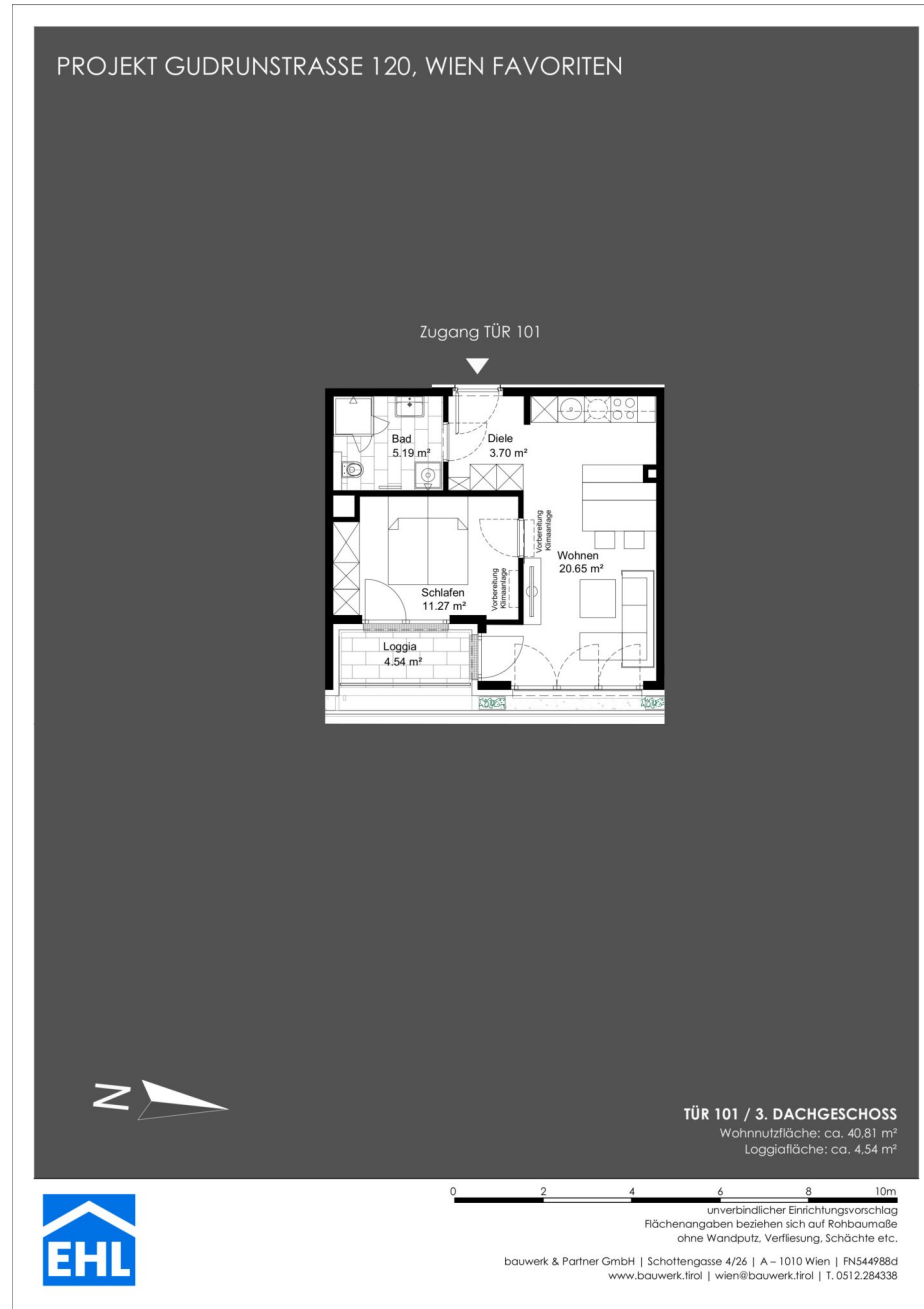 PROJEKT GUDRUNSTRASSE 120, WIEN FAVORITEN
Zugang TÜR 101
Bad
5.19 m²
Diele
3.70 m²
Vorbereitung
Klimaanlage
Wohnen
20.65 m²
Schlafen
11.27 m²
Vorbereitung
Klimaanlage
Loggia
4.54 m²
N
TÜR 101 / 3. DACHGESCHOSS
Wohnnutzfläche: ca. 40,81 m²
Loggiafläche: ca. 4,54 m²
0 2 4 6 8 10m
unverbindlicher Einrichtungsvorschlag
Flächenangaben beziehen sich auf Rohbaumaße
ohne Wandputz, Verfliesung, Schächte etc.
EHL
bauwerk & Partner GmbH | Schottengasse 4/26 | A – 1010 Wien | FN544988d
www.bauwerk.tirol | wien@bauwerk.tirol | T. 0512.284338